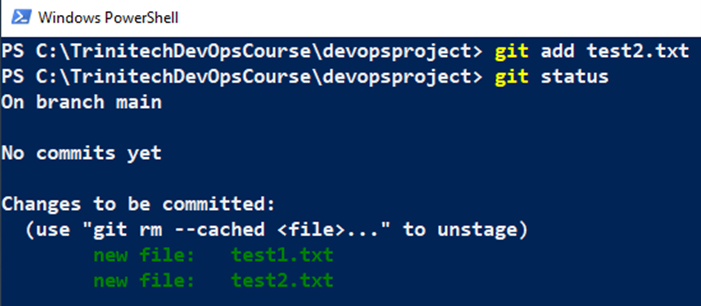 Windows PowerShell
PS C:\TrinitechDevOpsCourse\devopsproject> git add test2.txt
PS C:\TrinitechDevOpsCourse\devopsproject> git status
On branch main
No commits yet
Changes to be committed:
(use "git rm --cached <file>..." to unstage)
new file: test1.txt
new file: test2.txt